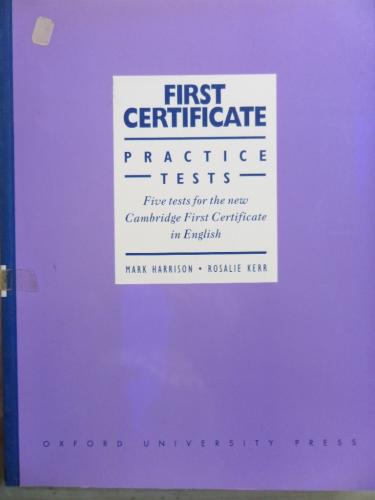 FIRST
CERTIFICATE
PRACTICE
TESTS
Five tests for the new
Cambridge First Certificate
in English
MARK HARRISON • ROSALIE KERR
OXFORD UNIVERSITY PRESS